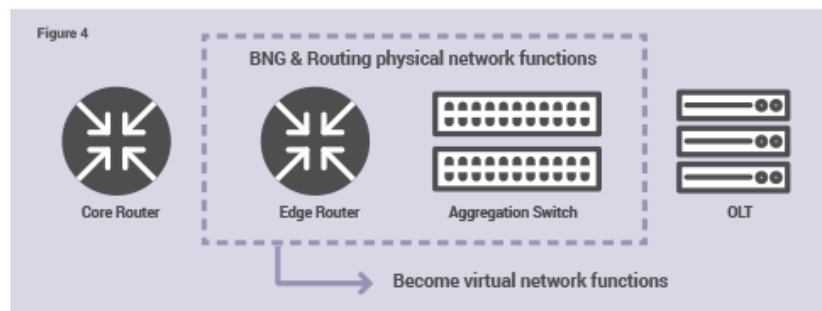 Figure 4
BNG & Routing physical network functions
Core Router
Edge Router
Aggregation Switch
OLT
Become virtual network functions